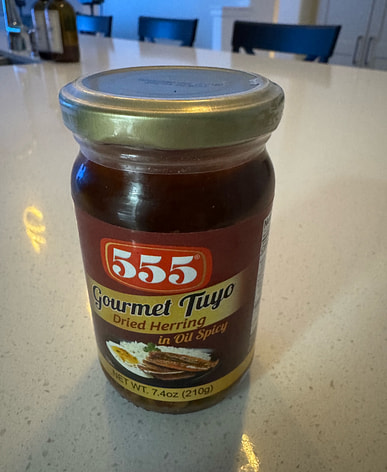 555®
Gourmet Tuyo
Dried Herring
in Oil Spicy
NET WT. 7.4oz (210g)